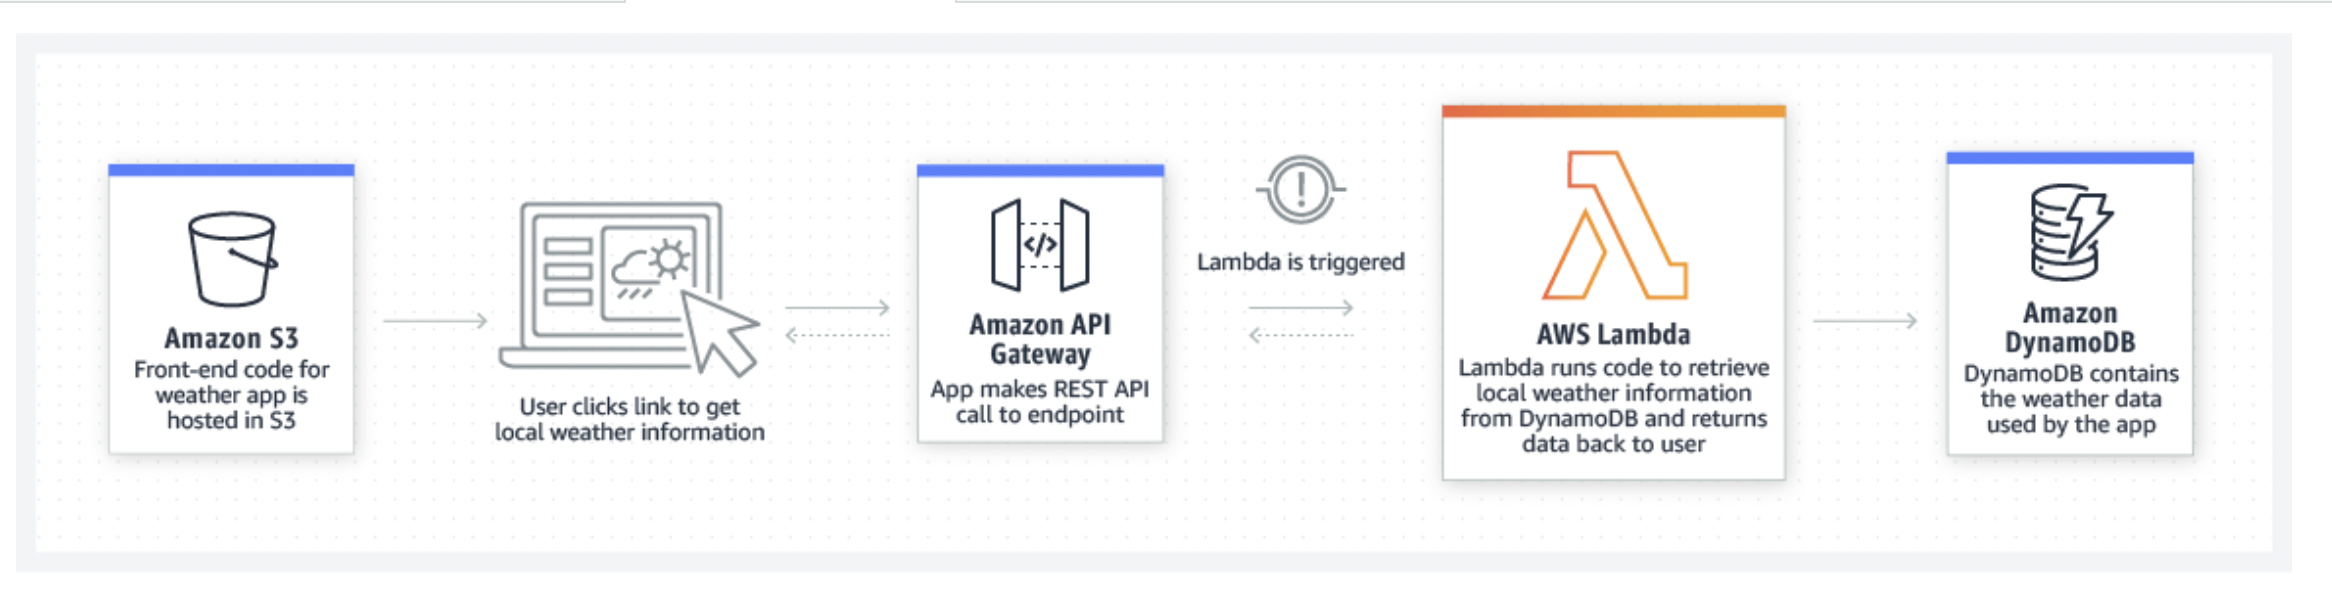 Amazon S3
Front-end code for
weather app is
hosted in S3
User clicks link to get
local weather information
</>
Amazon API
Gateway
App makes REST API
call to endpoint
!
Lambda is triggered
AWS Lambda
Lambda runs code to retrieve
local weather information
from DynamoDB and returns
data back to user
Amazon
DynamoDB
DynamoDB contains
the weather data
used by the app